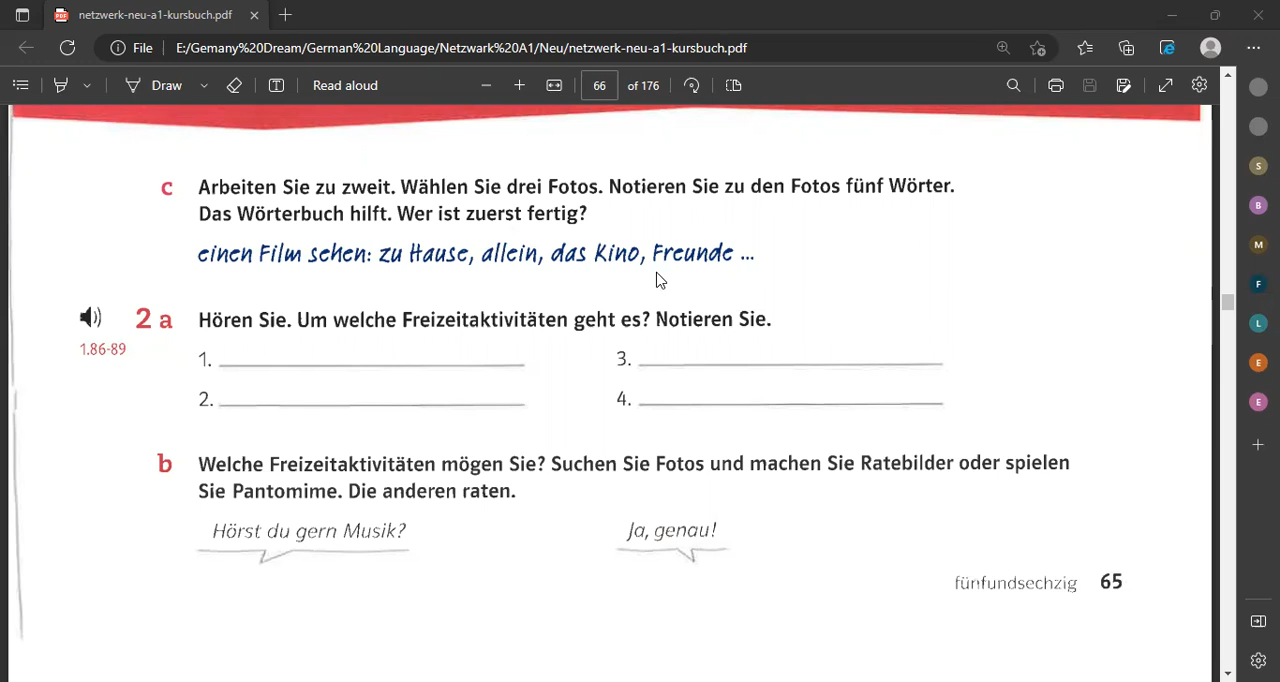 netzwerk-neu-a1-kursbuch.pdf
File E:/Gemany%20Dream/German%20Language/Netzwark%20A1/Neu/netzwerk-neu-a1-kursbuch.pdf
Draw Read aloud 66 of 176
c Arbeiten Sie zu zweit. Wählen Sie drei Fotos. Notieren Sie zu den Fotos fünf Wörter.
Das Wörterbuch hilft. Wer ist zuerst fertig?
einen Film sehen: zu Hause, allein, das Kino, Freunde ...
2 a Hören Sie. Um welche Freizeitaktivitäten geht es? Notieren Sie.
1.86-89
1. 3.
2. 4.
b Welche Freizeitaktivitäten mögen Sie? Suchen Sie Fotos und machen Sie Ratebilder oder spielen
Sie Pantomime. Die anderen raten.
Hörst du gern Musik? Ja, genau!
fünfundsechzig 65
S
B
M
F
L
E
E